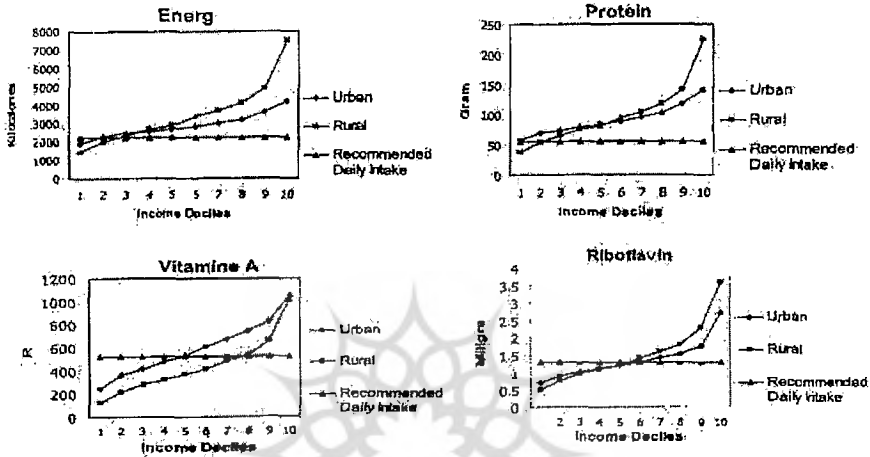 Energ
8000
7000
6000
5000
4000
3000
2000
1000
0
Kilocalories
1 2 3 4 5 6 7 8 9 10
Income Deciles
Urban
Rural
Recommended
Daily Intake
Protein
250
200
150
100
50
0
Gram
1 2 3 4 5 6 7 8 9 10
Income Deciles
Urban
Rural
Recommended
Daily Intake
Vitamine A
1200
1000
800
600
400
200
0
R
1 2 3 4 5 6 7 8 9 10
Income Deciles
Urban
Rural
Recommended
Daily Intake
Riboflavin
4
3.5
3
2.5
2
1.5
1
0.5
0
2 3 4 5 6 7 8 9 10
Income Deciles
Urban
Rural
Recommended
Daily Intake